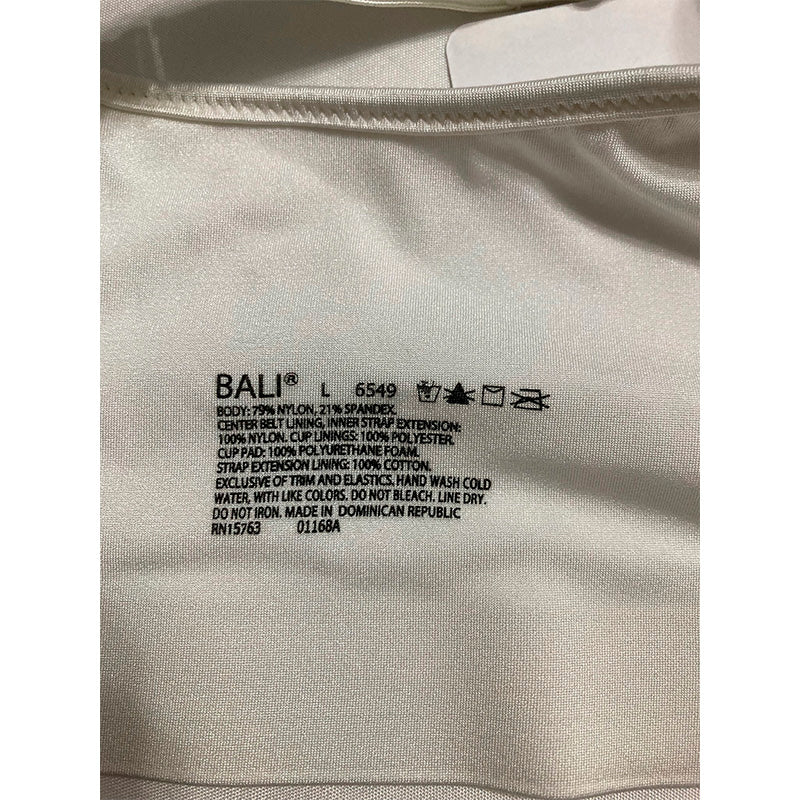 BALI® L 6549
BODY: 79% NYLON, 21% SPANDEX.
CENTER BELT LINING, INNER STRAP EXTENSION:
100% NYLON. CUP LININGS: 100% POLYESTER.
CUP PAD: 100% POLYURETHANE FOAM.
STRAP EXTENSION LINING: 100% COTTON.
EXCLUSIVE OF TRIM AND ELASTICS. HAND WASH COLD
WATER, WITH LIKE COLORS. DO NOT BLEACH. LINE DRY.
DO NOT IRON. MADE IN DOMINICAN REPUBLIC
RN15763 01168A